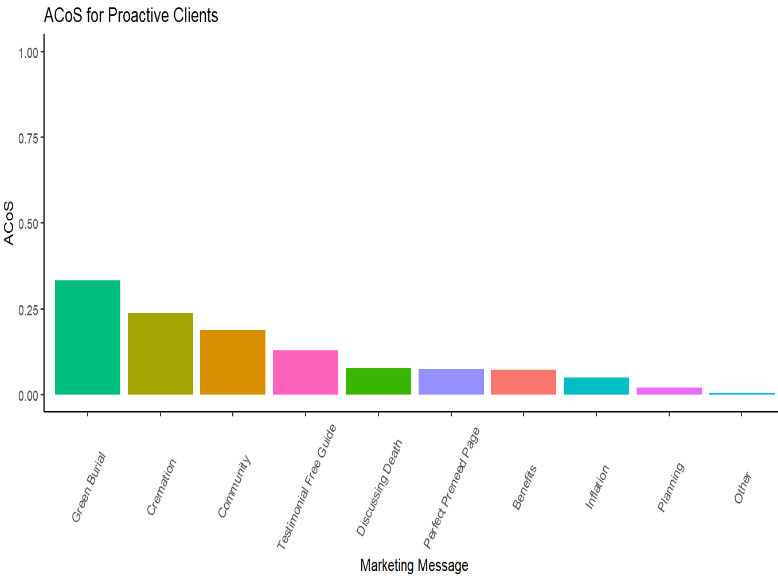 ACoS for Proactive Clients
1.00
0.75
0.50
0.25
0.00
ACoS
Green Burial
Cremation
Community
Testimonial Free Guide
Discussing Death
Perfect Preneed Page
Benefits
Inflation
Planning
Other
Marketing Message